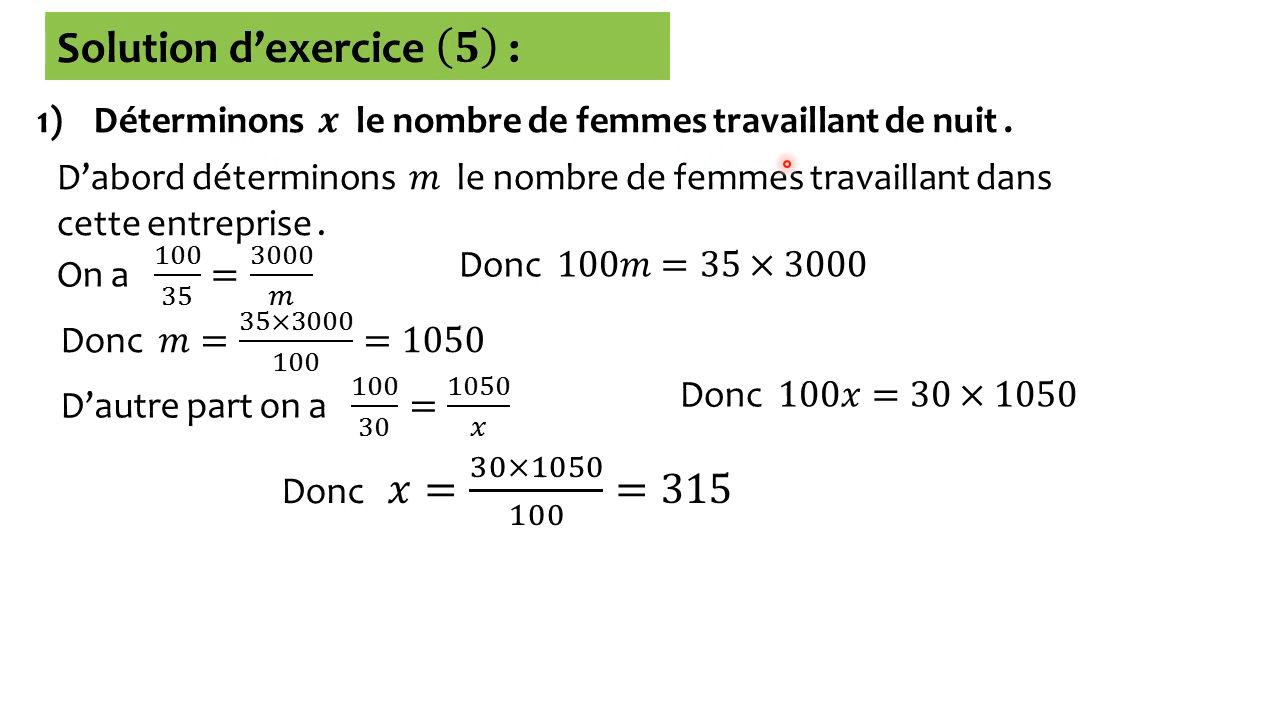 Solution d’exercice (5) :
1) Déterminons x le nombre de femmes travaillant de nuit .
D’abord déterminons m le nombre de femmes travaillant dans
cette entreprise .
On a 100/35 = 3000/m Donc 100m = 35 × 3000
Donc m = 35×3000/100 = 1050
D’autre part on a 100/30 = 1050/x Donc 100x = 30 × 1050
Donc x = 30×1050/100 = 315